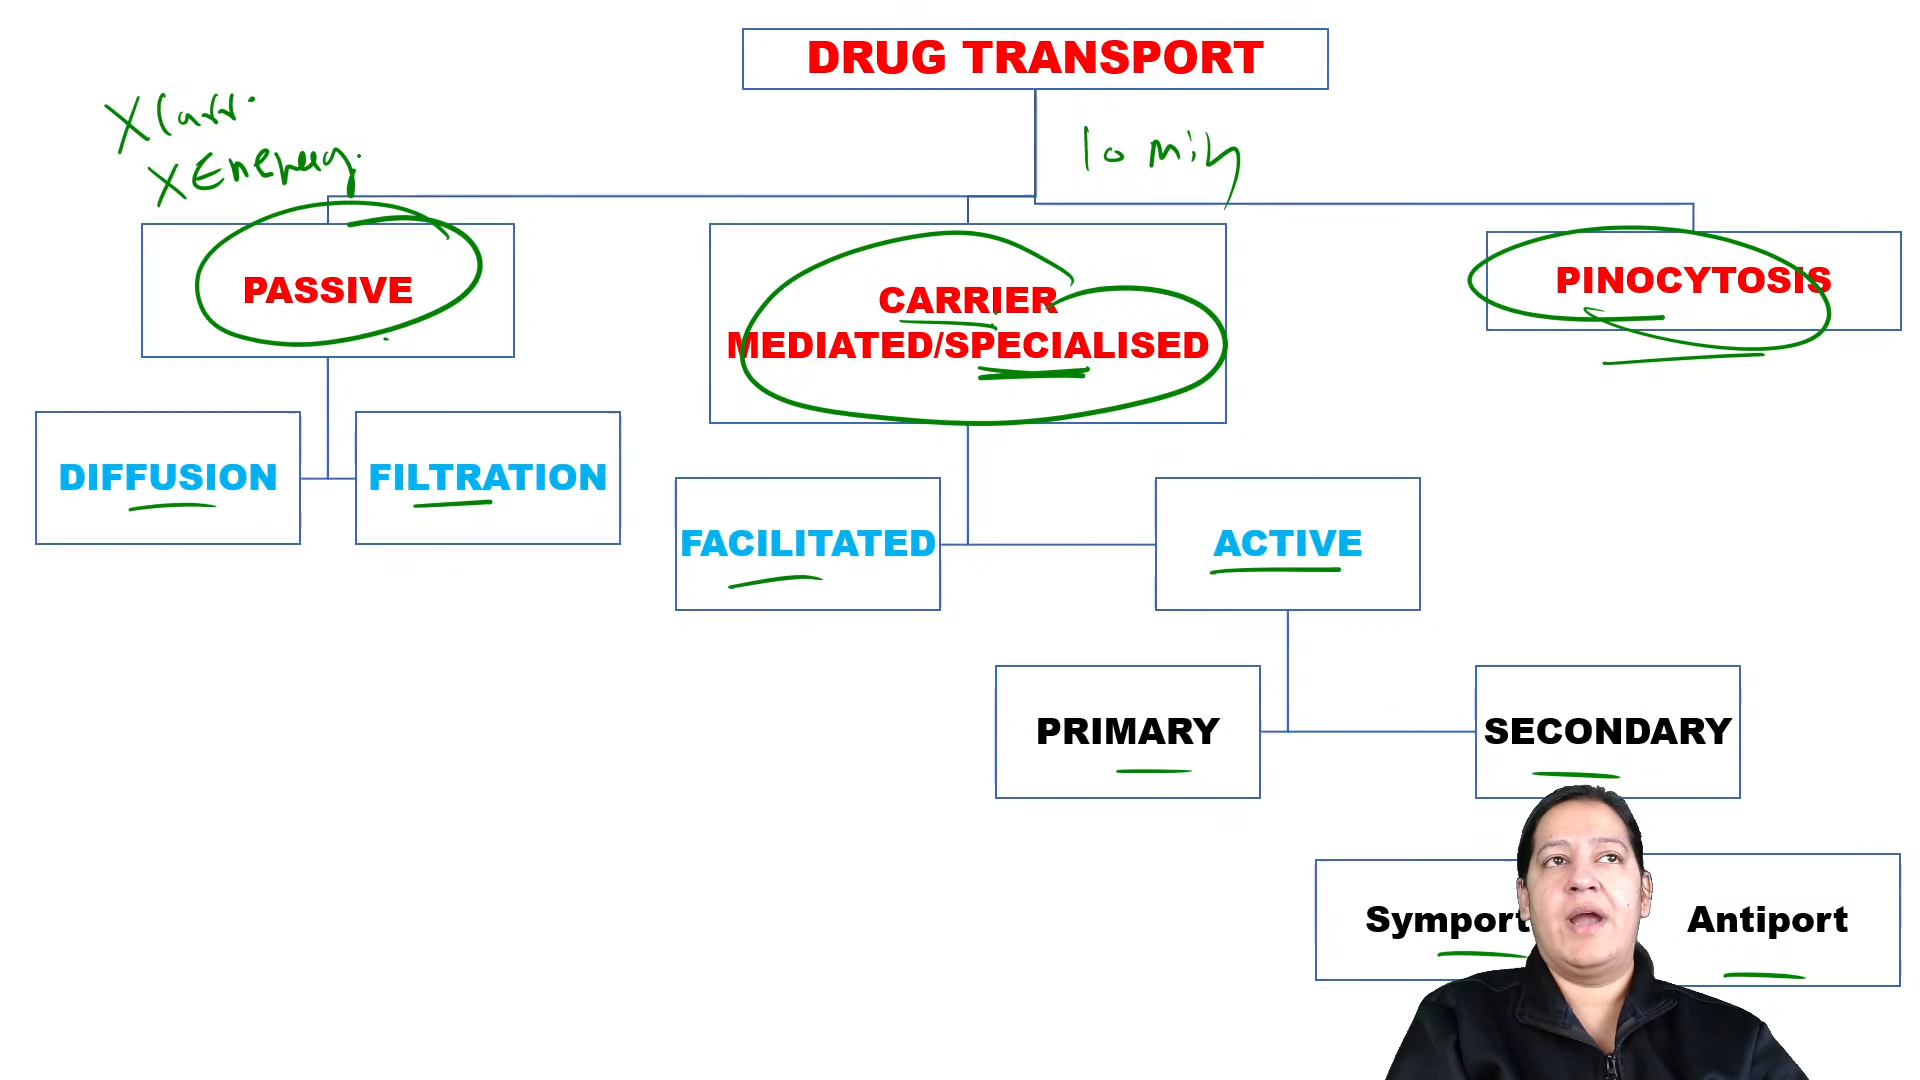 DRUG TRANSPORT
X Carr.
X Energy.
10 min
PASSIVE
CARRIER
MEDIATED/SPECIALISED
PINOCYTOSIS
DIFFUSION
FILTRATION
FACILITATED
ACTIVE
PRIMARY
SECONDARY
Symport
Antiport